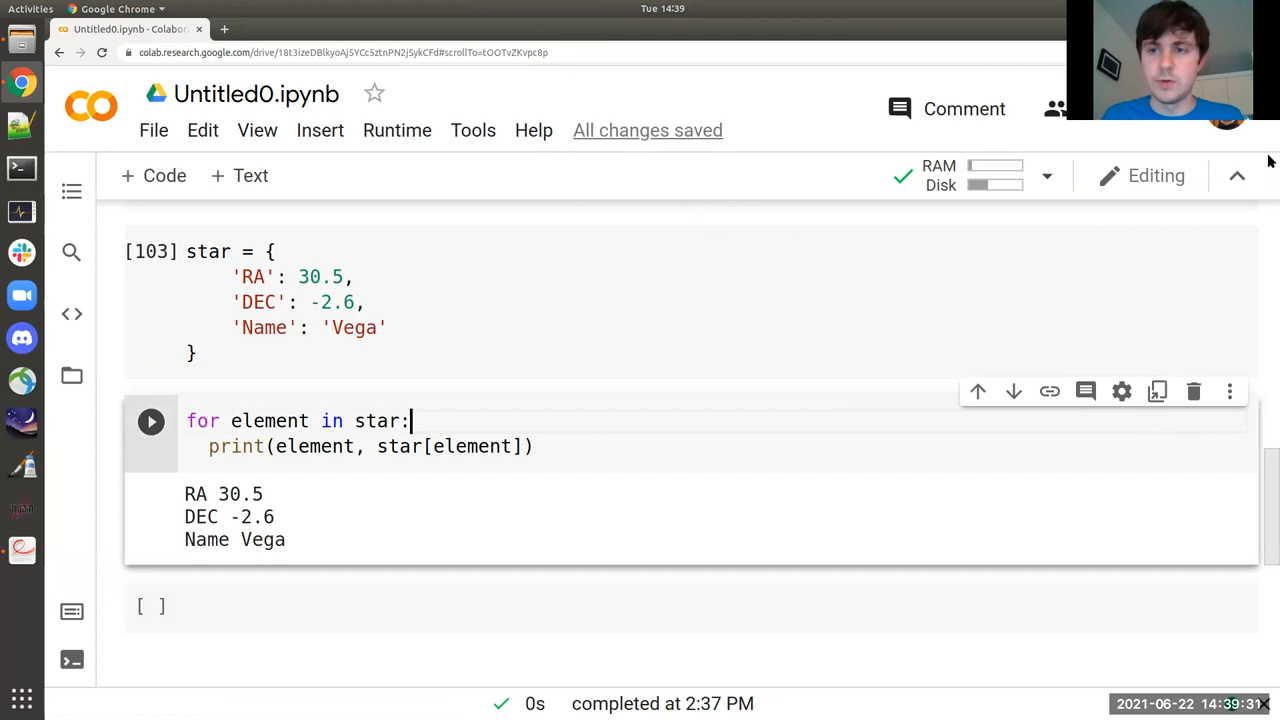 Activities Google Chrome Tue 14:39
Untitled0.ipynb - Colabor
colab.research.google.com/drive/18t3izeDBlkyoAj5YCc5ztnPN2jSykCFd#scrollTo=tOOTvZKvpc8p
CO Untitled0.ipynb Comment
File Edit View Insert Runtime Tools Help All changes saved
+ Code + Text RAM Disk Editing
[103] star = {
'RA': 30.5,
'DEC': -2.6,
'Name': 'Vega'
}
for element in star:
print(element, star[element])
RA 30.5
DEC -2.6
Name Vega
[ ]
0s completed at 2:37 PM
2021-06-22 14:39:31